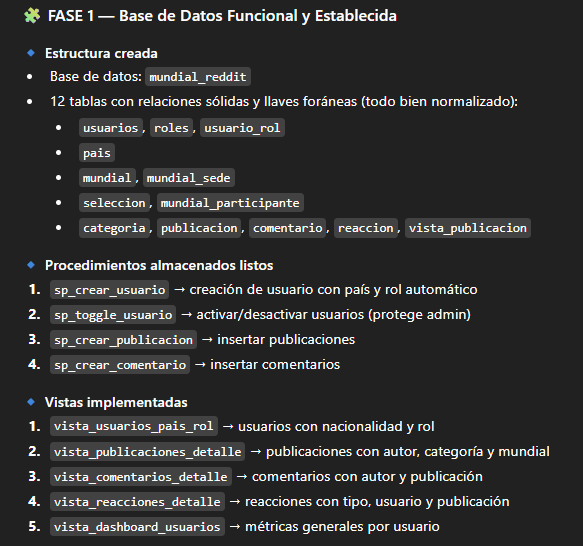 🧩 FASE 1 — Base de Datos Funcional y Establecida
🔹 Estructura creada
• Base de datos: mundial_reddit
• 12 tablas con relaciones sólidas y llaves foráneas (todo bien normalizado):
• usuarios, roles, usuario_rol
• pais
• mundial, mundial_sede
• seleccion, mundial_participante
• categoria, publicacion, comentario, reaccion, vista_publicacion
🔹 Procedimientos almacenados listos
1. sp_crear_usuario → creación de usuario con país y rol automático
2. sp_toggle_usuario → activar/desactivar usuarios (protege admin)
3. sp_crear_publicacion → insertar publicaciones
4. sp_crear_comentario → insertar comentarios
🔹 Vistas implementadas
1. vista_usuarios_pais_rol → usuarios con nacionalidad y rol
2. vista_publicaciones_detalle → publicaciones con autor, categoría y mundial
3. vista_comentarios_detalle → comentarios con autor y publicación
4. vista_reacciones_detalle → reacciones con tipo, usuario y publicación
5. vista_dashboard_usuarios → métricas generales por usuario